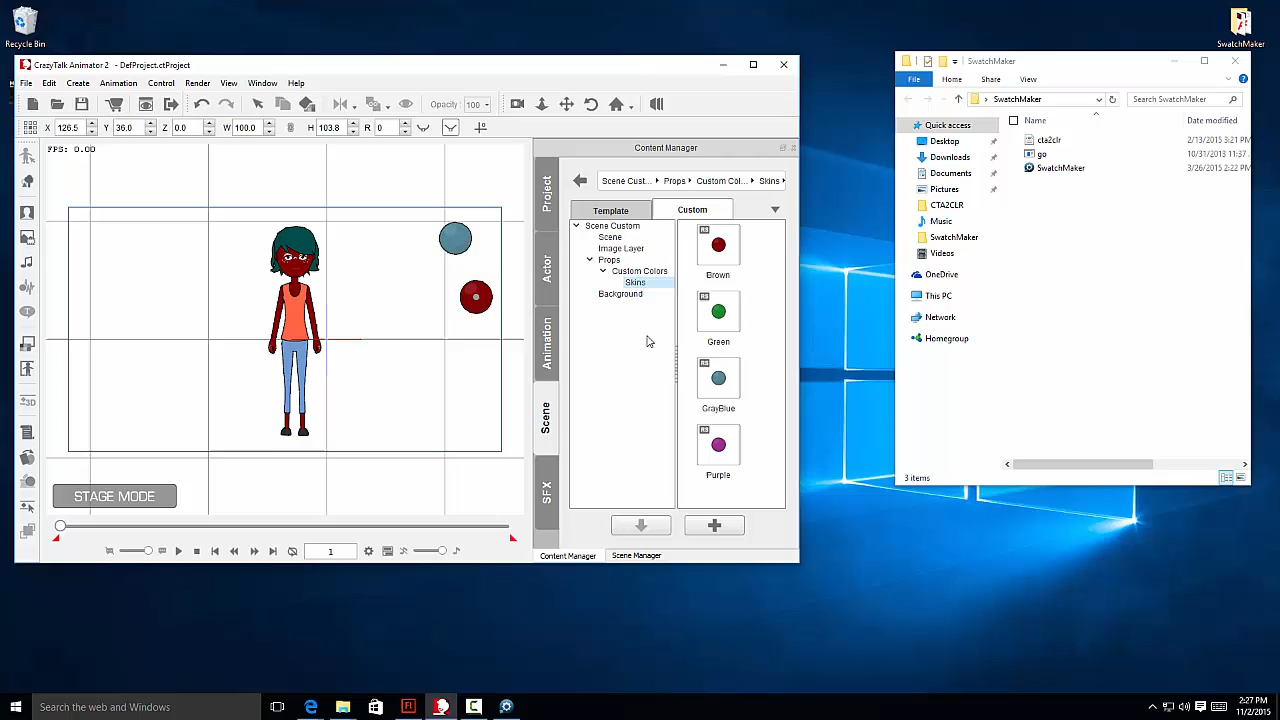 Recycle Bin
SwatchMaker
CrazyTalk Animator 2 - DefProject.ctProject
File Edit Create Animation Control Render View Window Help
Opacity 100
X 126.5 Y 36.0 Z 0.0 W 100.0 H 103.8 R 0
FPS: 0.00
Content Manager
Scene Cust... Props Custom Col... Skins
Template Custom
Project
Actor
Animation
Scene
SFX
Scene Custom
Scene
Image Layer
Props
Custom Colors
Skins
Background
Brown
Green
GrayBlue
Purple
STAGE MODE
1
Content Manager Scene Manager
SwatchMaker
File Home Share View
SwatchMaker Search SwatchMaker
Name Date modified
Quick access
Desktop
Downloads
Documents
Pictures
CTA2CLR
Music
SwatchMaker
Videos
OneDrive
This PC
Network
Homegroup
cta2clr 2/13/2015 3:21 PM
go 10/31/2013 11:37
SwatchMaker 3/26/2015 2:22 PM
3 items
Search the web and Windows
2:27 PM
11/2/2015